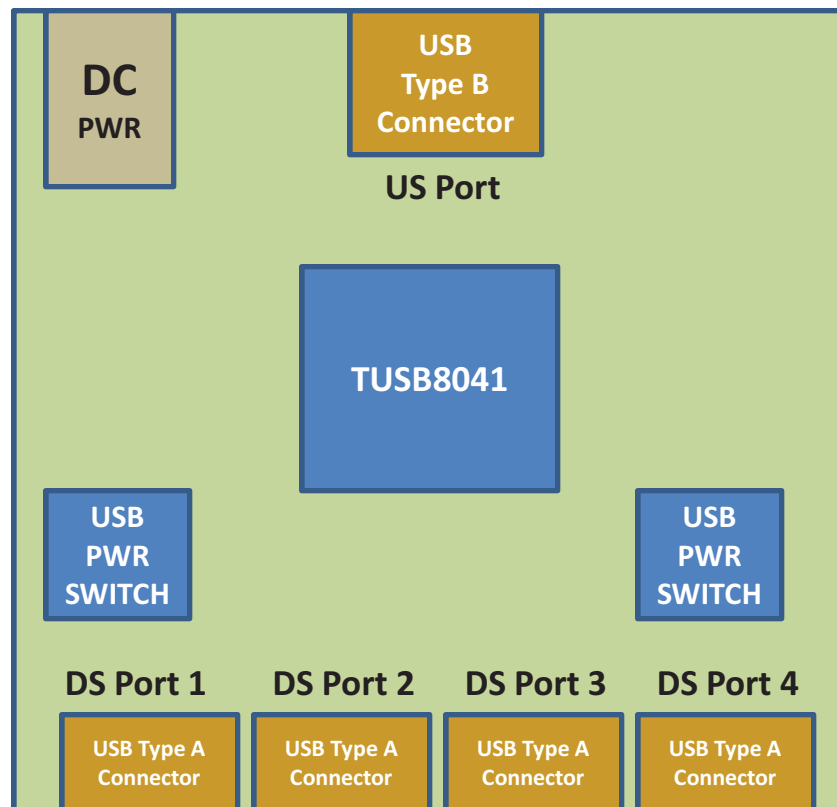 DC
PWR
USB
Type B
Connector
US Port
TUSB8041
USB
PWR
SWITCH
USB
PWR
SWITCH
DS Port 1
DS Port 2
DS Port 3
DS Port 4
USB Type A
Connector
USB Type A
Connector
USB Type A
Connector
USB Type A
Connector